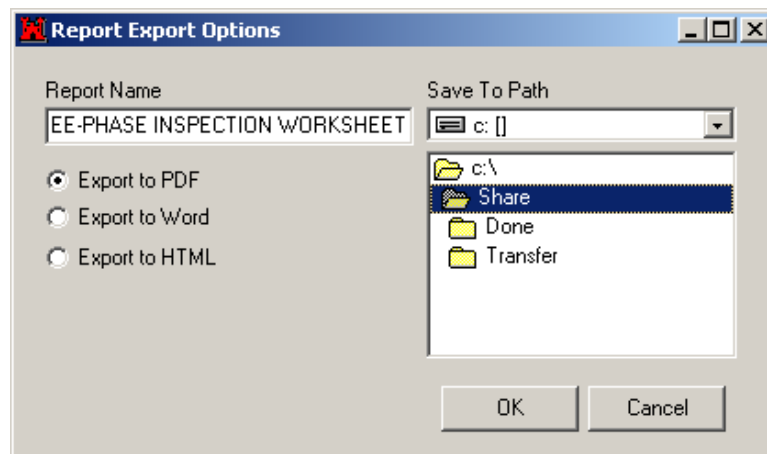 Report Export Options
Report Name
EE-PHASE INSPECTION WORKSHEET
Export to PDF
Export to Word
Export to HTML
Save To Path
c: []
c:\
Share
Done
Transfer
OK
Cancel